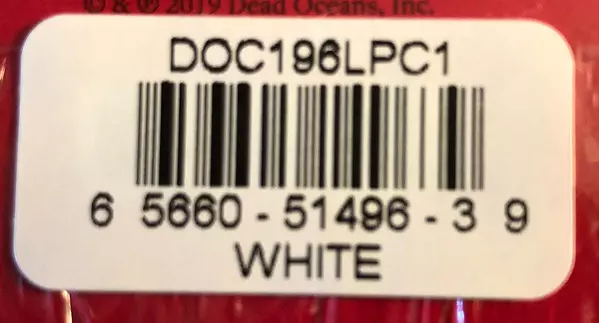 © & ℗ 2019 Dead Oceans, Inc.
DOC196LPC1
6 5660 - 51496 - 3 9
WHITE